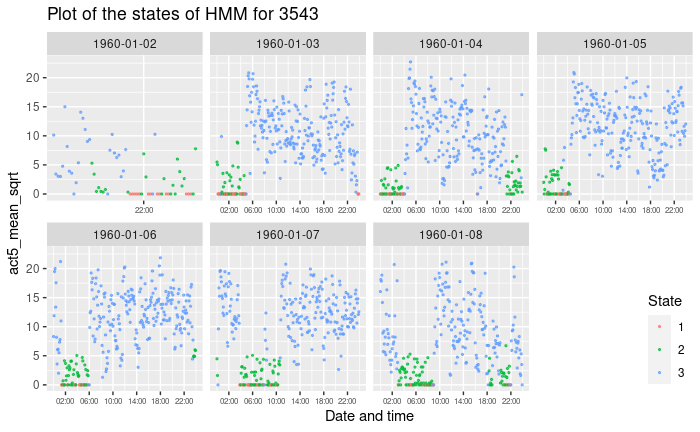 Plot of the states of HMM for 3543
1960-01-02 1960-01-03 1960-01-04 1960-01-05
20
15
10
5
0
22:00 02:00 06:00 10:00 14:00 18:00 22:00 02:00 06:00 10:00 14:00 18:00 22:00 02:00 06:00 10:00 14:00 18:00 22:00
act5_mean_sqrt
1960-01-06 1960-01-07 1960-01-08
20
15
10
5
0
02:00 06:00 10:00 14:00 18:00 22:00 02:00 06:00 10:00 14:00 18:00 22:00 02:00 06:00 10:00 14:00 18:00 22:00
Date and time
State
1
2
3